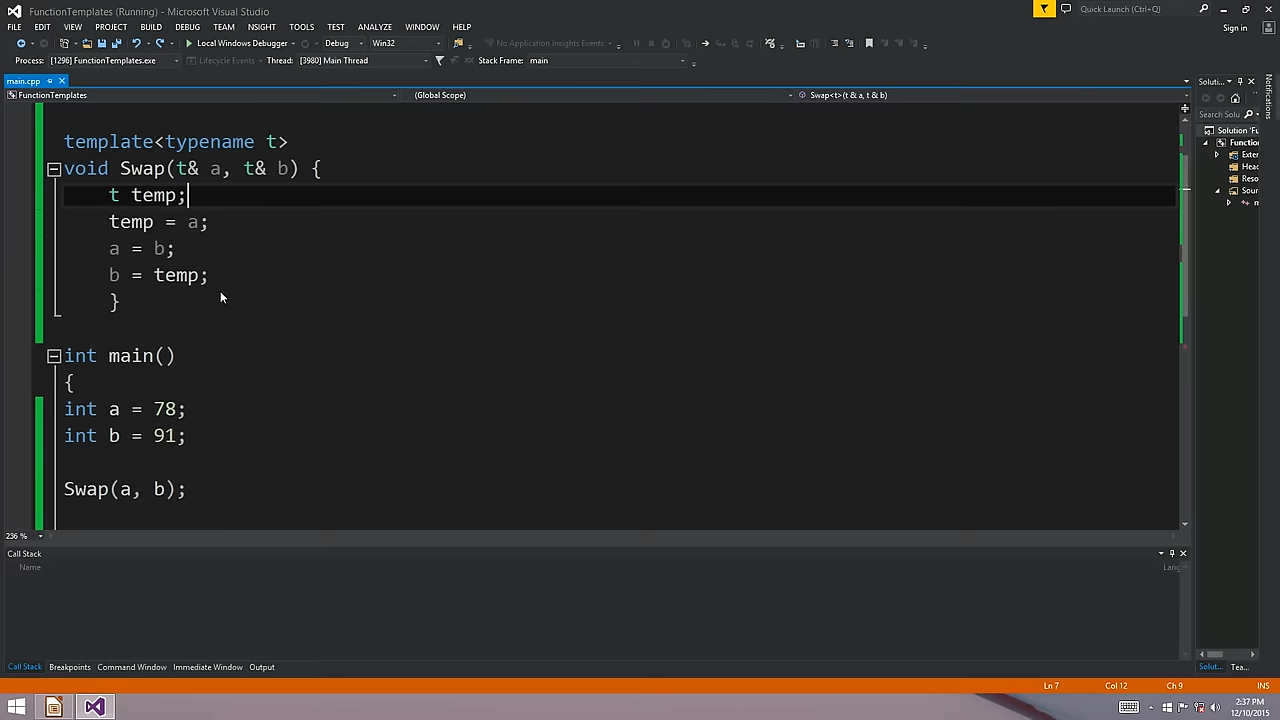 FunctionTemplates (Running) - Microsoft Visual Studio
Quick Launch (Ctrl+Q)
FILE EDIT VIEW PROJECT BUILD DEBUG TEAM NSIGHT TOOLS TEST ANALYZE WINDOW HELP
Sign in
Local Windows Debugger Debug Win32 No Application Insights Events
Process: [1296] FunctionTemplates.exe Lifecycle Events Thread: [3980] Main Thread Stack Frame: main
main.cpp
Soluti...
FunctionTemplates (Global Scope) Swap<t>(t & a, t & b)
Notifications
Search Solu
Solution 'Fu
Function
Exter
Head
Reso
Sour
template<typename t>
void Swap(t& a, t& b) {
t temp;
temp = a;
a = b;
b = temp;
}
int main()
{
int a = 78;
int b = 91;
Swap(a, b);
236 %
Call Stack
Name Lang
Call Stack Breakpoints Command Window Immediate Window Output
Solut... Tea...
Ln 7 Col 12 Ch 9 INS
2:37 PM
12/10/2015